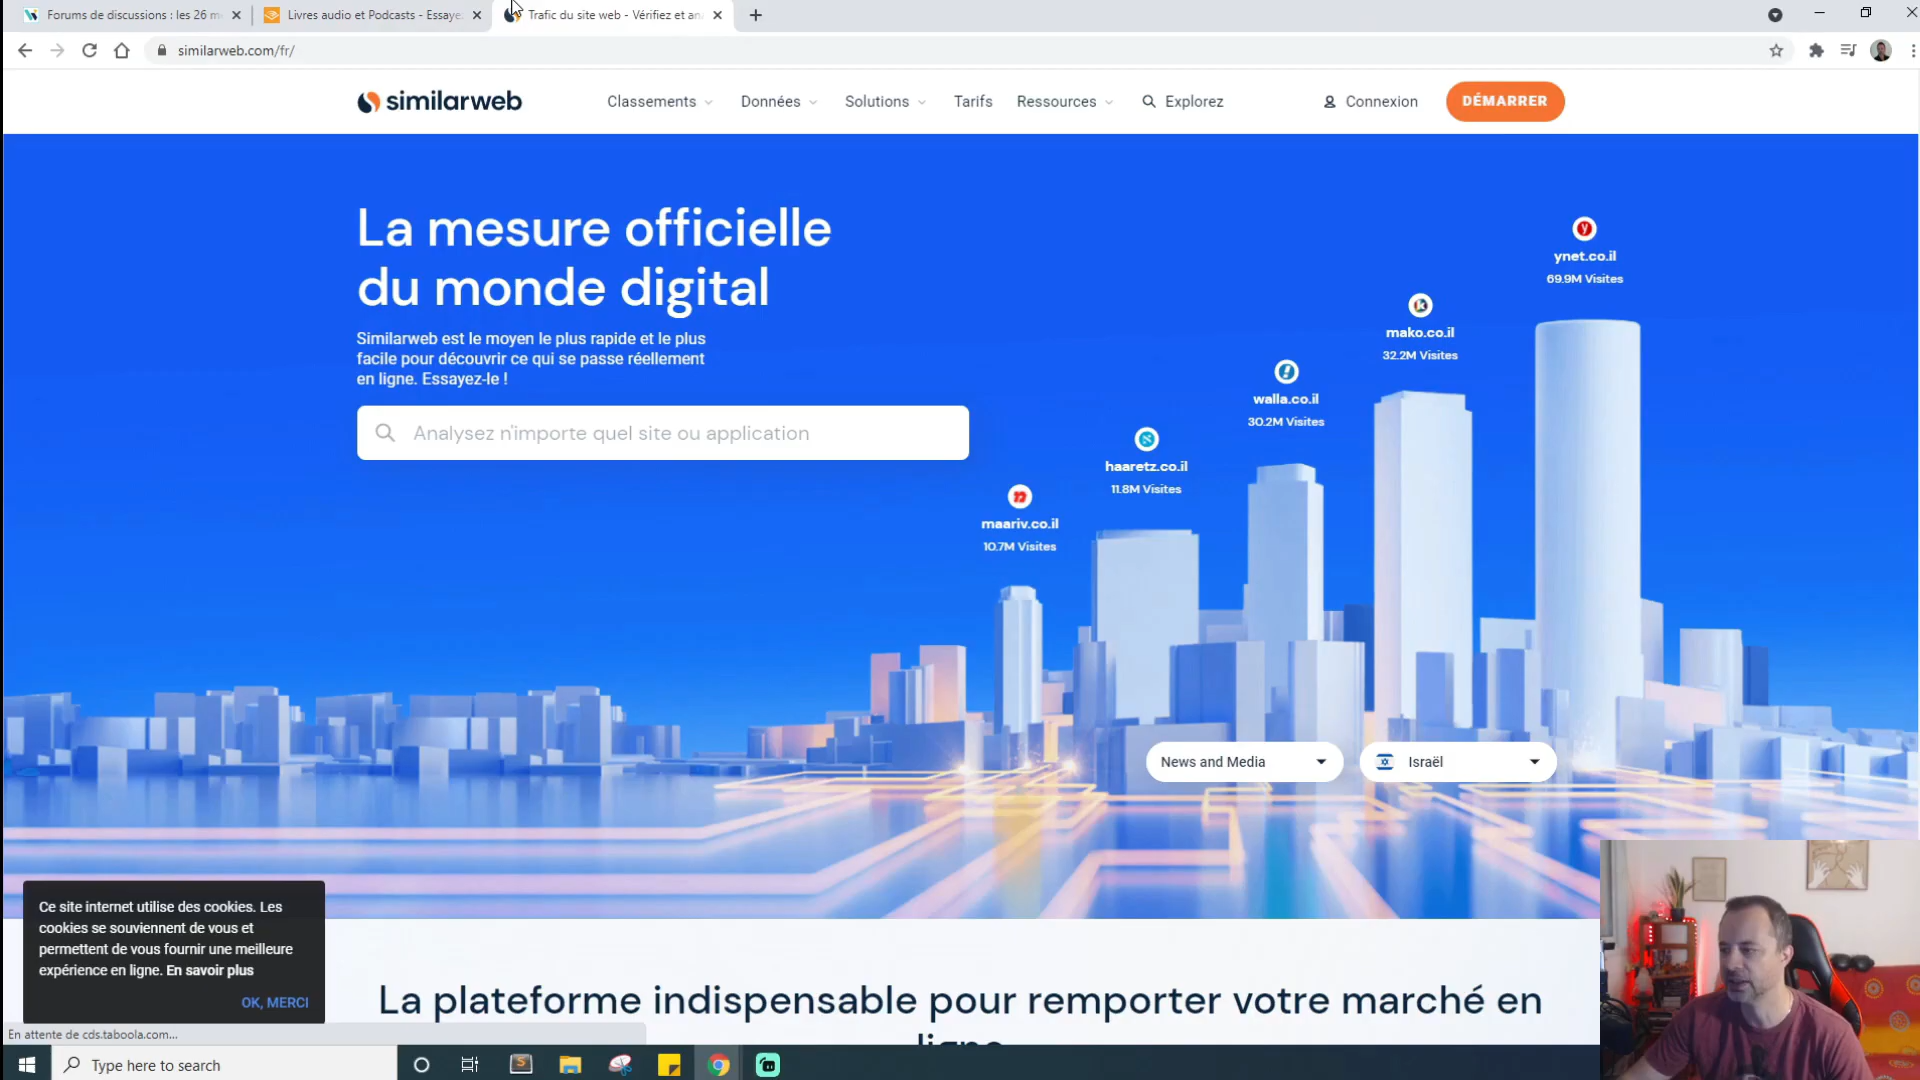 Forums de discussions : les 26 m
Livres audio et Podcasts - Essaye
Trafic du site web - Vérifiez et an
similarweb.com/fr/
similarweb
Classements
Données
Solutions
Tarifs
Ressources
Explorez
Connexion
DÉMARRER
La mesure officielle
du monde digital
Similarweb est le moyen le plus rapide et le plus
facile pour découvrir ce qui se passe réellement
en ligne. Essayez-le !
Analysez n'importe quel site ou application
ynet.co.il
69.9M Visites
mako.co.il
32.2M Visites
walla.co.il
30.2M Visites
haaretz.co.il
11.8M Visites
maariv.co.il
10.7M Visites
News and Media
Israël
Ce site internet utilise des cookies. Les
cookies se souviennent de vous et
permettent de vous fournir une meilleure
expérience en ligne. En savoir plus
OK, MERCI
La plateforme indispensable pour remporter votre marché en
ligne
En attente de cds.taboola.com...
Type here to search